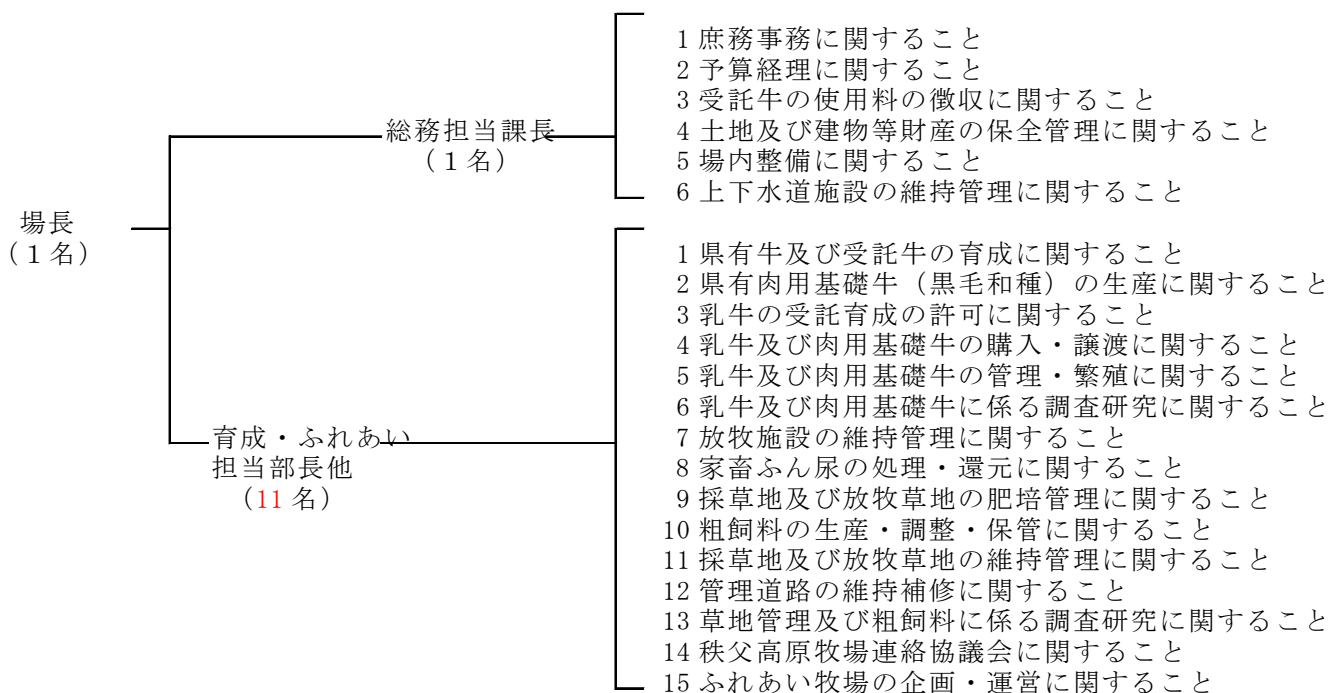 場長
(1名)
総務担当課長
(1名)
1 庶務事務に関すること
2 予算経理に関すること
3 受託牛の使用料の徴収に関すること
4 土地及び建物等財産の保全管理に関すること
5 場内整備に関すること
6 上下水道施設の維持管理に関すること
育成・ふれあい
担当部長他
(11名)
1 県有牛及び受託牛の育成に関すること
2 県有肉用基礎牛(黒毛和種)の生産に関すること
3 乳牛の受託育成の許可に関すること
4 乳牛及び肉用基礎牛の購入・譲渡に関すること
5 乳牛及び肉用基礎牛の管理・繁殖に関すること
6 乳牛及び肉用基礎牛に係る調査研究に関すること
7 放牧施設の維持管理に関すること
8 家畜ふん尿の処理・還元に関すること
9 採草地及び放牧草地の肥培管理に関すること
10 粗飼料の生産・調整・保管に関すること
11 採草地及び放牧草地の維持管理に関すること
12 管理道路の維持補修に関すること
13 草地管理及び粗飼料に係る調査研究に関すること
14 秩父高原牧場連絡協議会に関すること
15 ふれあい牧場の企画・運営に関すること